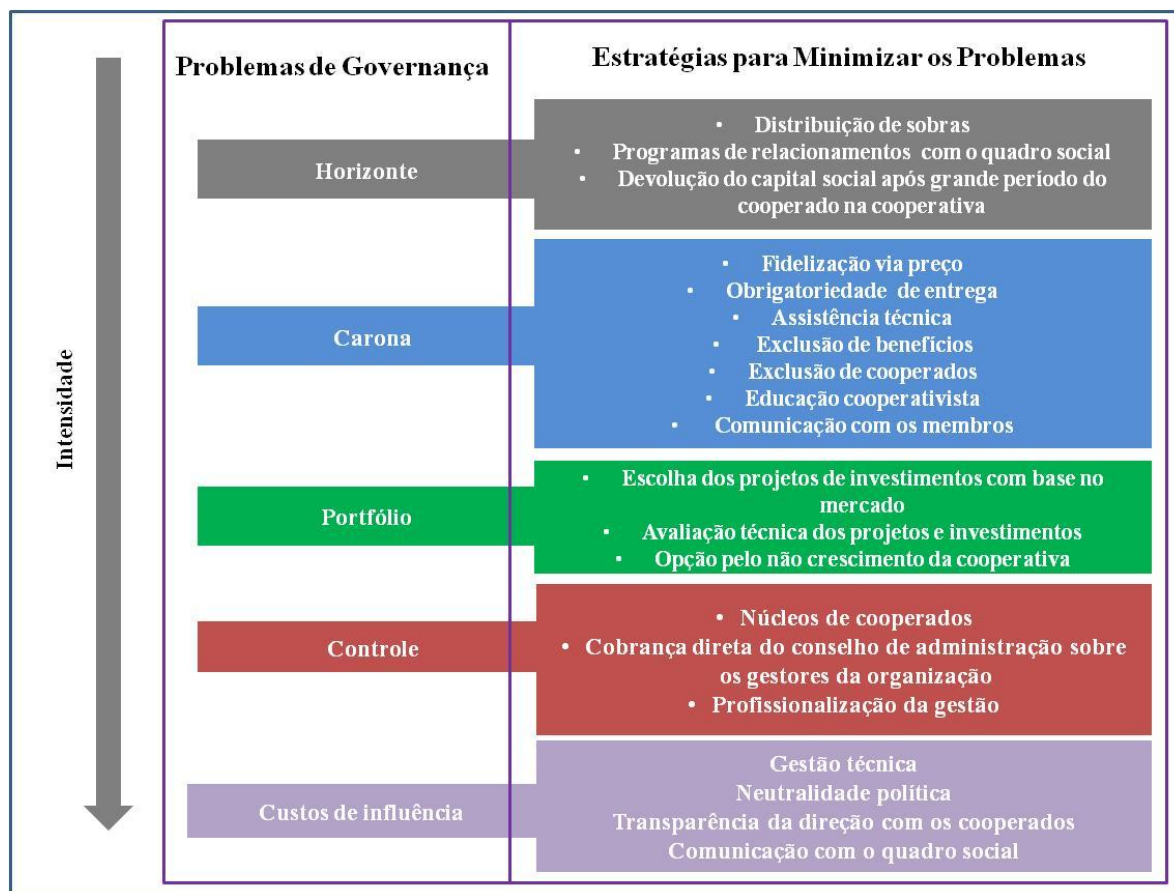 Intensidade
Problemas de Governança
Estratégias para Minimizar os Problemas
Horizonte
• Distribuição de sobras
• Programas de relacionamentos com o quadro social
• Devolução do capital social após grande período do
cooperado na cooperativa
Carona
• Fidelização via preço
• Obrigatoriedade de entrega
• Assistência técnica
• Exclusão de benefícios
• Exclusão de cooperados
• Educação cooperativista
• Comunicação com os membros
Portfólio
• Escolha dos projetos de investimentos com base no
mercado
• Avaliação técnica dos projetos e investimentos
• Opção pelo não crescimento da cooperativa
Controle
• Núcleos de cooperados
• Cobrança direta do conselho de administração sobre
os gestores da organização
• Profissionalização da gestão
Custos de influência
Gestão técnica
Neutralidade política
Transparência da direção com os cooperados
Comunicação com o quadro social